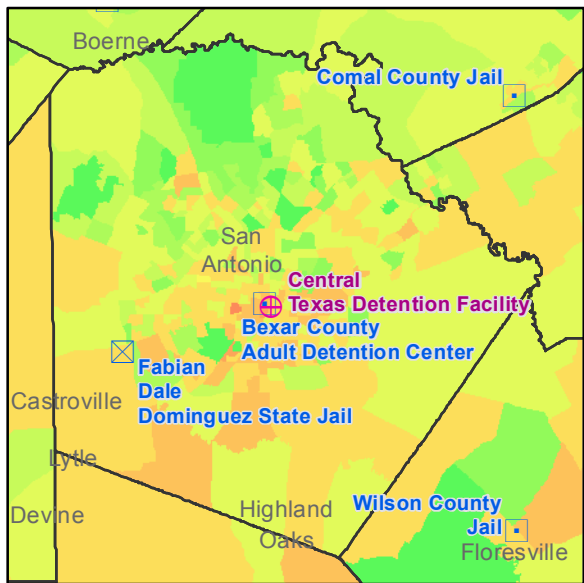 Boerne
Comal County Jail
San
Antonio
Central
Texas Detention Facility
Bexar County
Adult Detention Center
Fabian
Dale
Dominguez State Jail
Castroville
Lytle
Devine
Highland
Oaks
Wilson County
Jail
Floresville